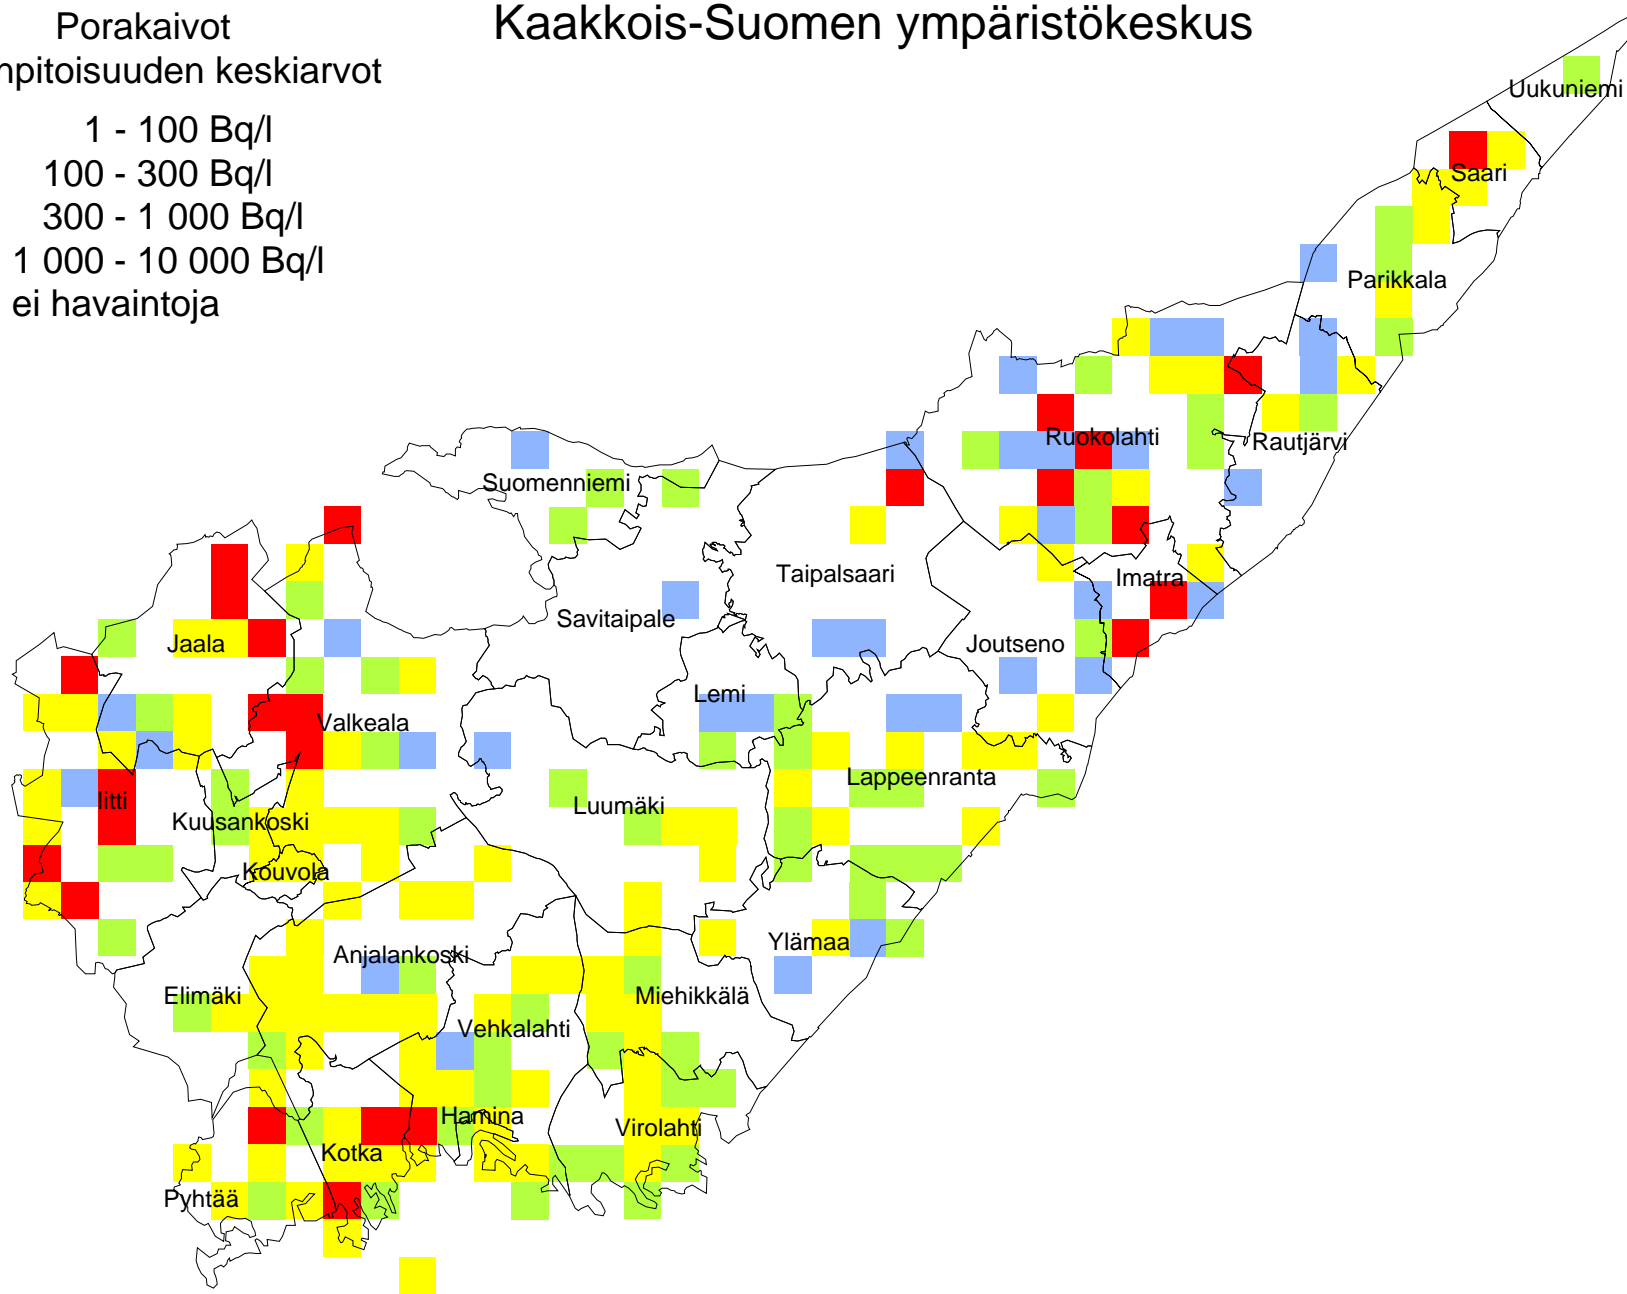 Porakaivot
npitoisuuden keskiarvot
1 - 100 Bq/l
100 - 300 Bq/l
300 - 1 000 Bq/l
1 000 - 10 000 Bq/l
ei havaintoja
Kaakkois-Suomen ympäristökeskus
Uukuniemi
Saari
Parikkala
Ruokolahti
Rautjärvi
Suomenniemi
Taipalsaari
Imatra
Savitaipale
Jaala
Joutseno
Lemi
Valkeala
Lappeenranta
Iitti
Luumäki
Kuusankoski
Kouvola
Ylämaa
Anjalankoski
Elimäki
Miehikkälä
Vehkalahti
Hamina
Virolahti
Kotka
Pyhtää